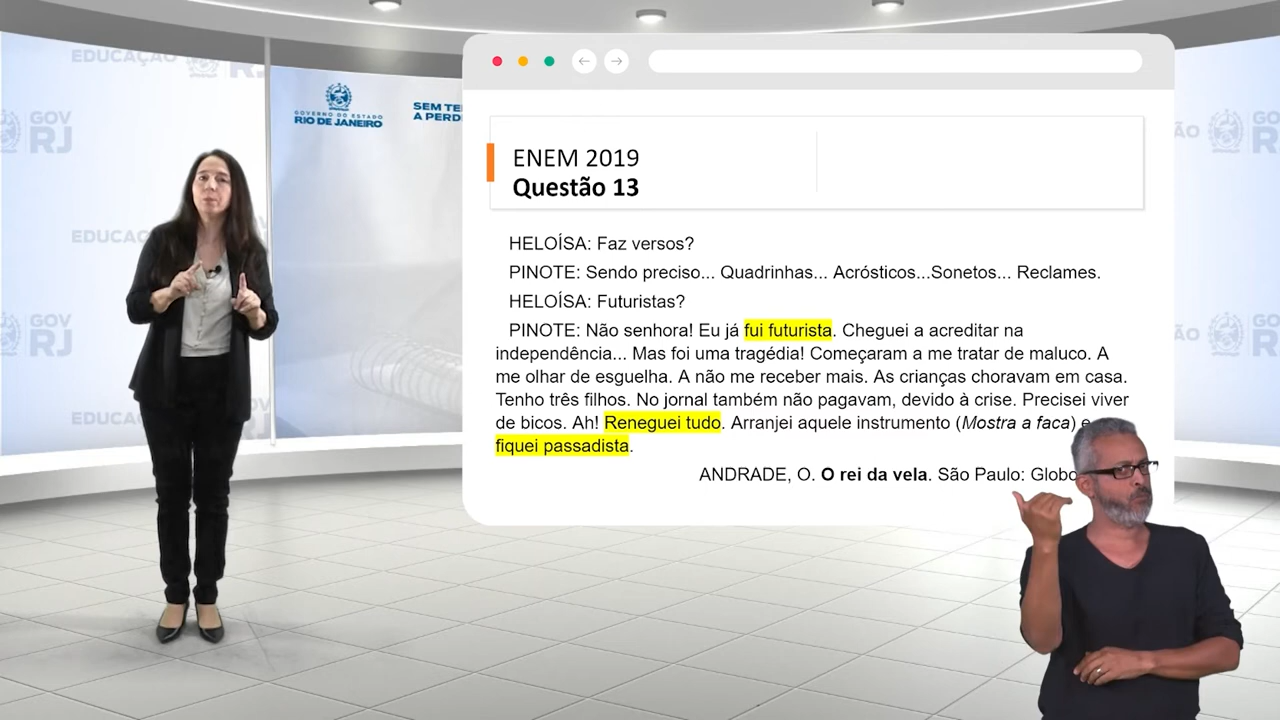 EDUCAÇÃO
GOV
RJ
GOVERNO DO ESTADO
RIO DE JANEIRO
SEM TE
A PERD
ENEM 2019
Questão 13
HELOÍSA: Faz versos?
PINOTE: Sendo preciso... Quadrinhas... Acrósticos...Sonetos... Reclames.
HELOÍSA: Futuristas?
PINOTE: Não senhora! Eu já fui futurista. Cheguei a acreditar na
independência... Mas foi uma tragédia! Começaram a me tratar de maluco. A
me olhar de esguelha. A não me receber mais. As crianças choravam em casa.
Tenho três filhos. No jornal também não pagavam, devido à crise. Precisei viver
de bicos. Ah! Reneguei tudo. Arranjei aquele instrumento (Mostra a faca) e
fiquei passadista.
ANDRADE, O. O rei da vela. São Paulo: Globo
EDUCAÇ
GOV
RJ
EDUCAÇÃO